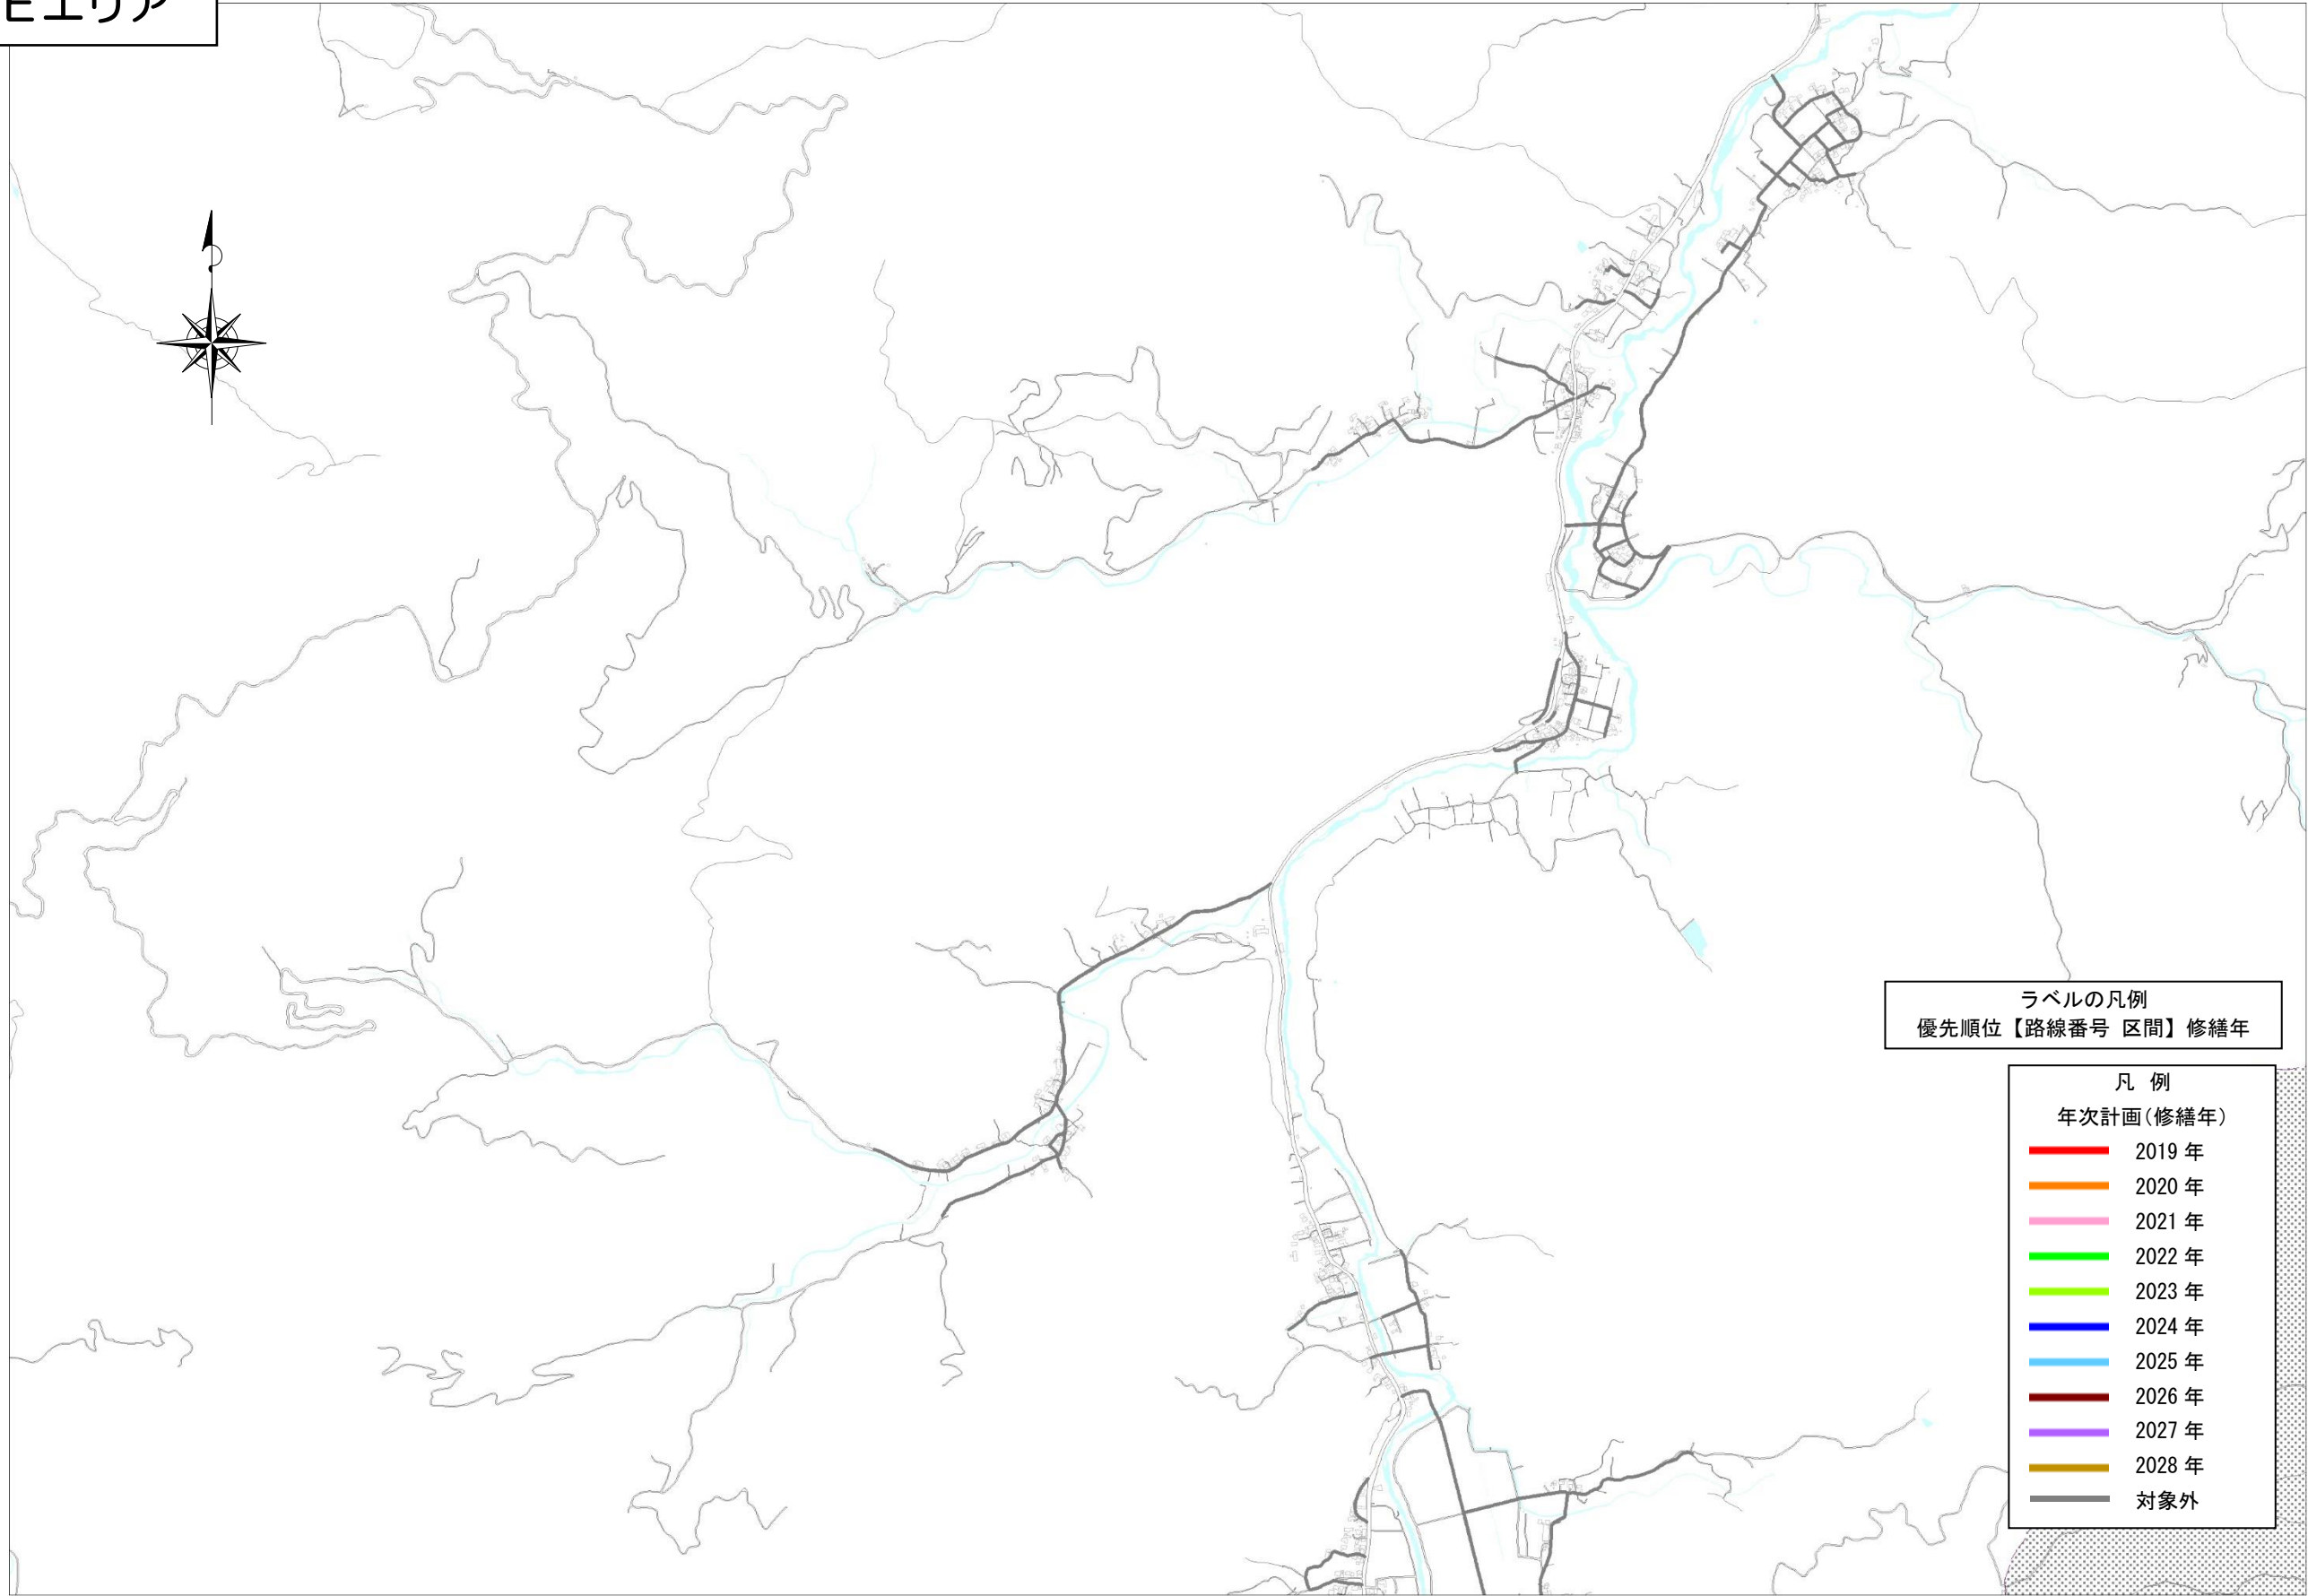 Eエリア
ラベルの凡例
優先順位【路線番号 区間】修繕年
凡 例
年次計画(修繕年)
2019 年
2020 年
2021 年
2022 年
2023 年
2024 年
2025 年
2026 年
2027 年
2028 年
対象外